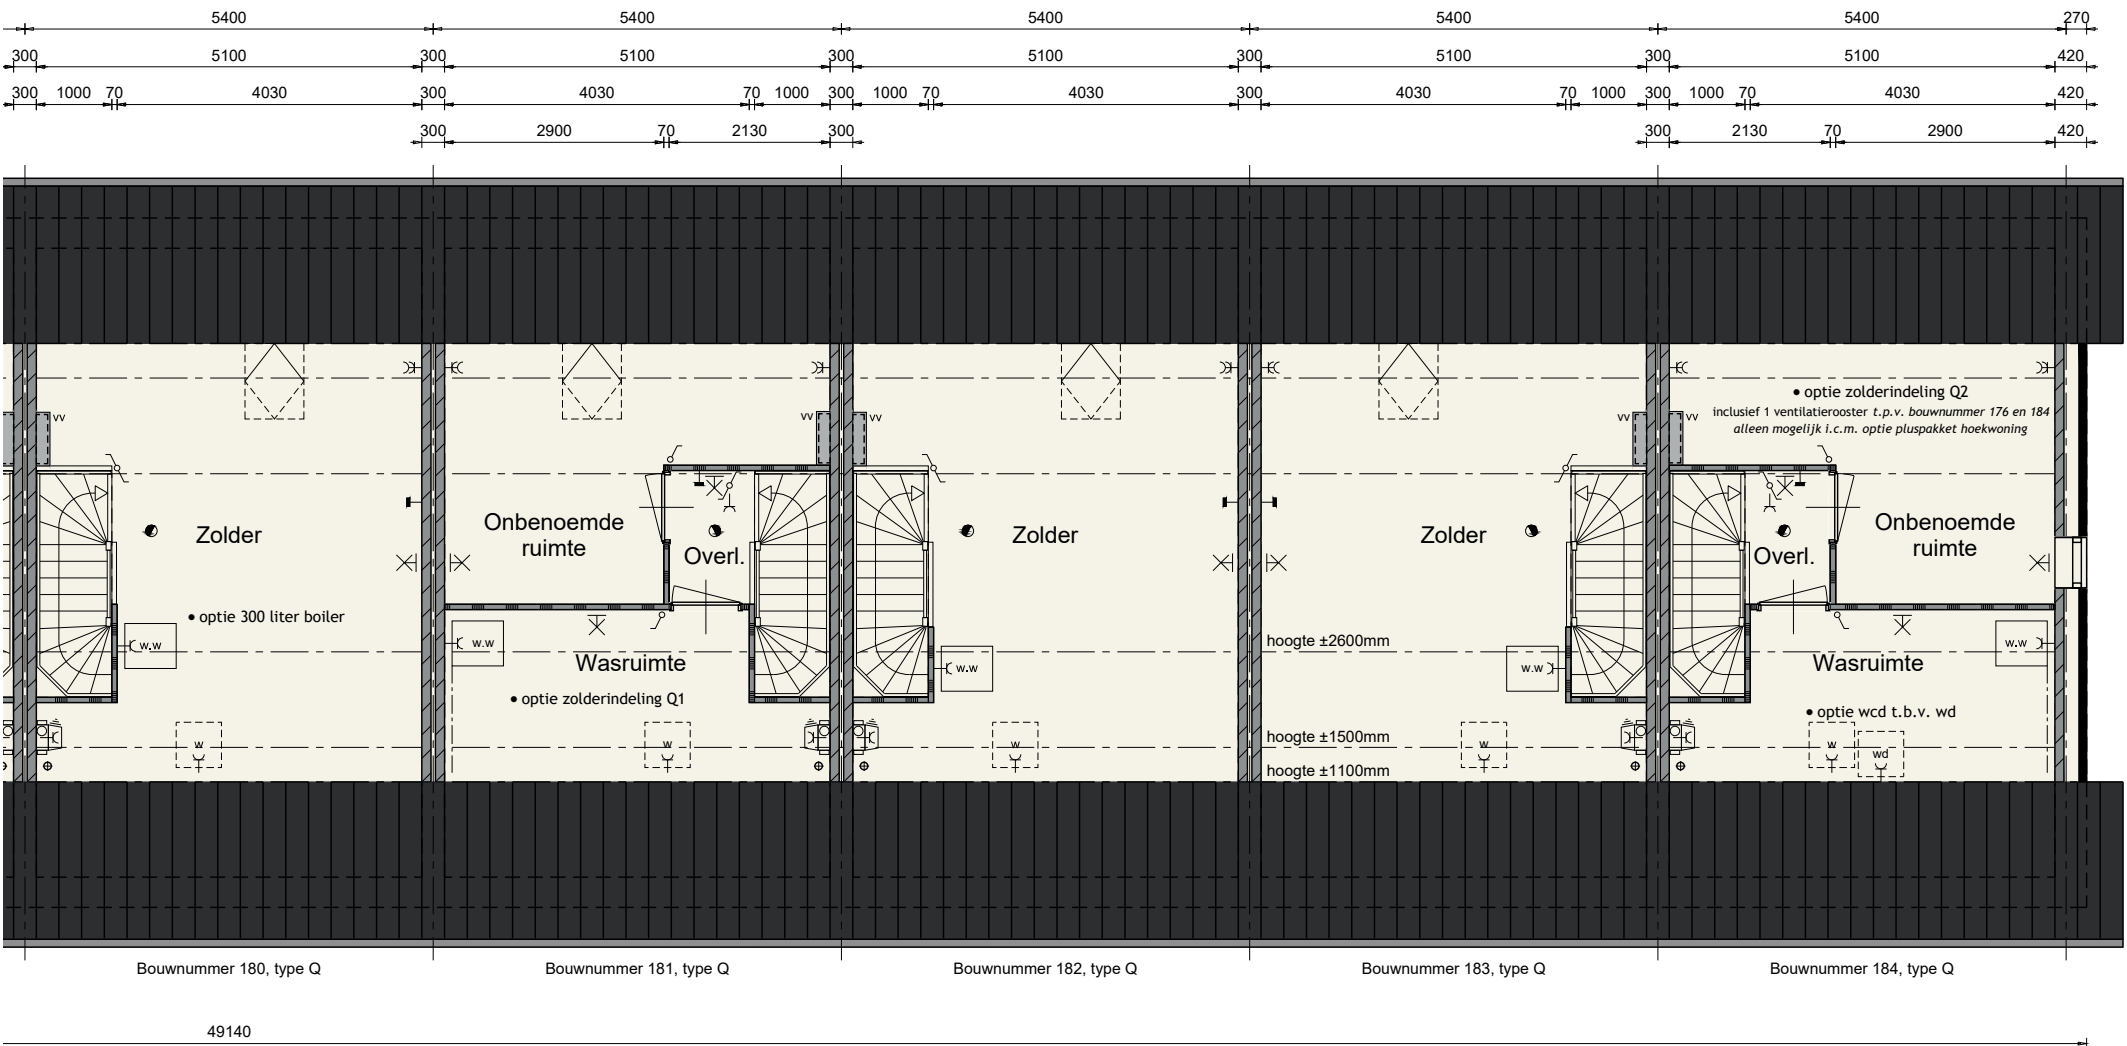 5400 5400 5400 5400 5400 270
300 5100 300 5100 300 5100 300 5100 300 5100 420
300 1000 70 4030 300 4030 70 1000 300 1000 70 4030 300 4030 70 1000 300 1000 70 4030 420
300 2900 70 2130 300 300 2130 70 2900 420
• optie zolderindeling Q2
inclusief 1 ventilatierooster t.p.v. bouwnummer 176 en 184
alleen mogelijk i.c.m. optie pluspakket hoekwoning
vv vv vv vv vv
Zolder
Onbenoemde
ruimte
Overl.
Zolder
Zolder
Overl.
Onbenoemde
ruimte
• optie 300 liter boiler
w.w
w.w
Wasruimte
• optie zolderindeling Q1
w.w
hoogte ±2600mm
w.w
w.w
Wasruimte
• optie wcd t.b.v. wd
hoogte ±1500mm
w w w w w wd
hoogte ±1100mm
Bouwnummer 180, type Q
Bouwnummer 181, type Q
Bouwnummer 182, type Q
Bouwnummer 183, type Q
Bouwnummer 184, type Q
49140